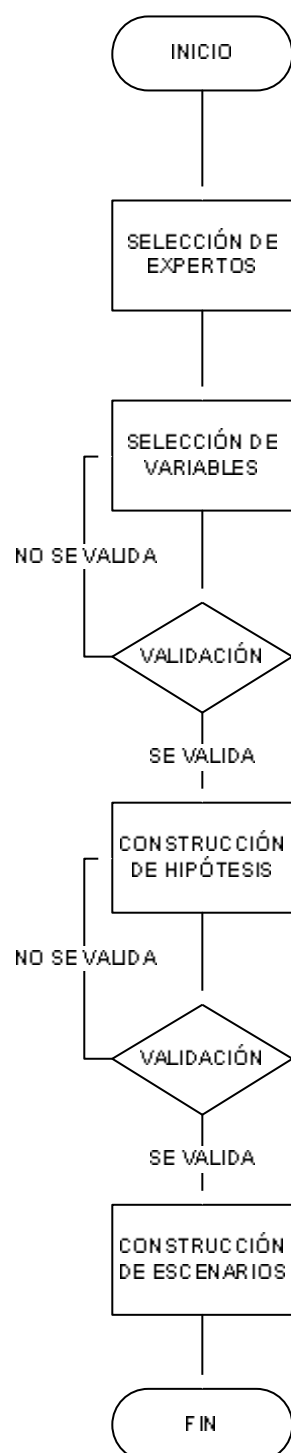 INICIO
SELECCIÓN DE
EXPERTOS
SELECCIÓN DE
VARIABLES
NO SE VALIDA
VALIDACIÓN
SE VALIDA
CONSTRUCCIÓN
DE HIPÓTESIS
NO SE VALIDA
VALIDACIÓN
SE VALIDA
CONSTRUCCIÓN
DE ESCENARIOS
FIN